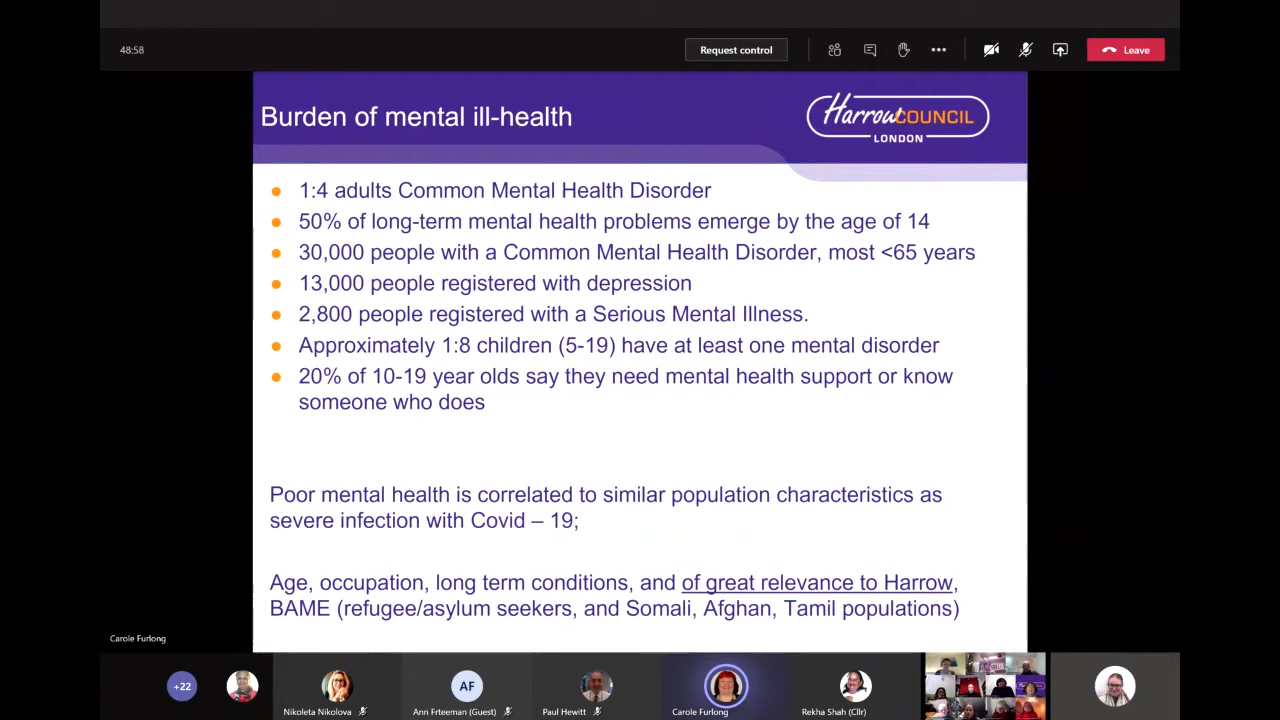 48:58
Request control
Leave
Burden of mental ill-health
Harrow COUNCIL
LONDON
1:4 adults Common Mental Health Disorder
50% of long-term mental health problems emerge by the age of 14
30,000 people with a Common Mental Health Disorder, most <65 years
13,000 people registered with depression
2,800 people registered with a Serious Mental Illness.
Approximately 1:8 children (5-19) have at least one mental disorder
20% of 10-19 year olds say they need mental health support or know
someone who does
Poor mental health is correlated to similar population characteristics as
severe infection with Covid – 19;
Age, occupation, long term conditions, and of great relevance to Harrow,
BAME (refugee/asylum seekers, and Somali, Afghan, Tamil populations)
Carole Furlong
+22
AF
Nikoleta Nikolova
Ann Frteeman (Guest)
Paul Hewitt
Carole Furlong
Rekha Shah (Cllr)